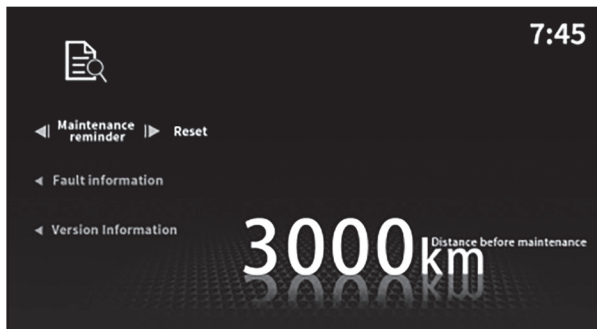 7:45
Maintenance
reminder
Reset
Fault information
Version Information
3000km
Distance before maintenance